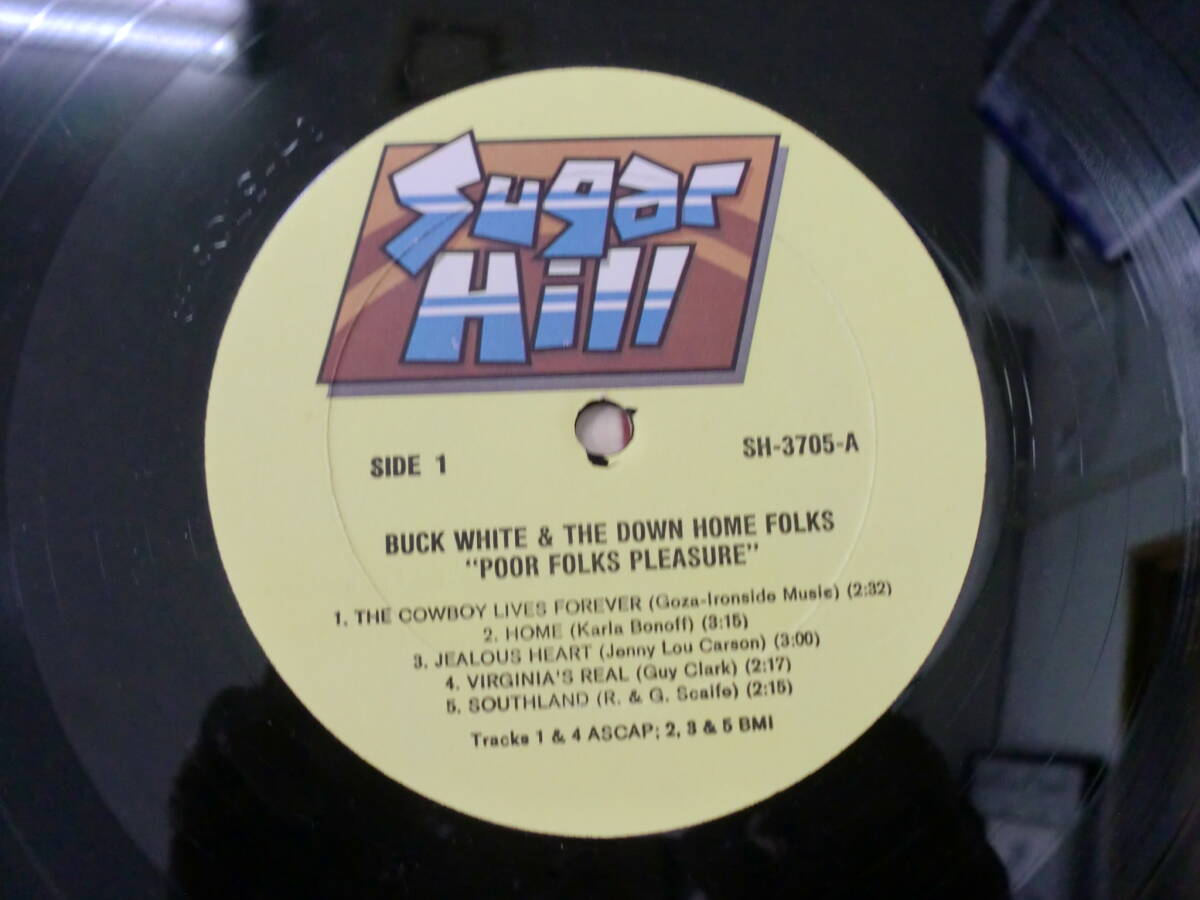 Sugar
Hill
SIDE 1
SH-3705-A
BUCK WHITE & THE DOWN HOME FOLKS
"POOR FOLKS PLEASURE"
1. THE COWBOY LIVES FOREVER (Goza-Ironside Music) (2:32)
2. HOME (Karla Bonoff) (3:15)
3. JEALOUS HEART (Jenny Lou Carson) (3:00)
4. VIRGINIA'S REAL (Guy Clark) (2:17)
5. SOUTHLAND (R. & G. Scaife) (2:15)
Tracks 1 & 4 ASCAP; 2, 3 & 5 BMI